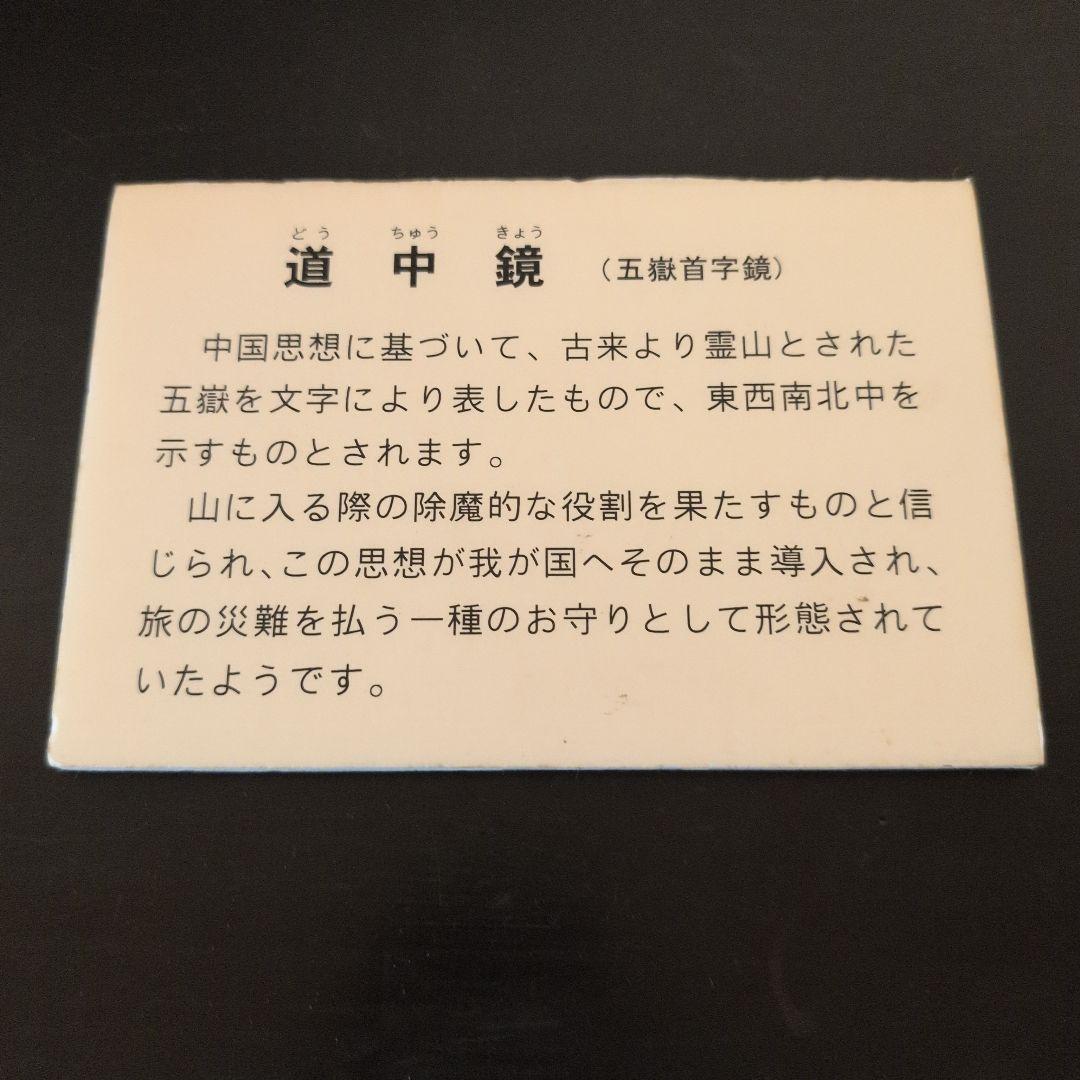 どう ちゅう きょう
道中鏡 （五嶽首字鏡）
中国思想に基づいて、古来より霊山とされた
五嶽を文字により表したもので、東西南北中を
示すものとされます。
山に入る際の除魔的な役割を果たすものと信
じられ、この思想が我が国へそのまま導入され、
旅の災難を払う一種のお守りとして形態されて
いたようです。